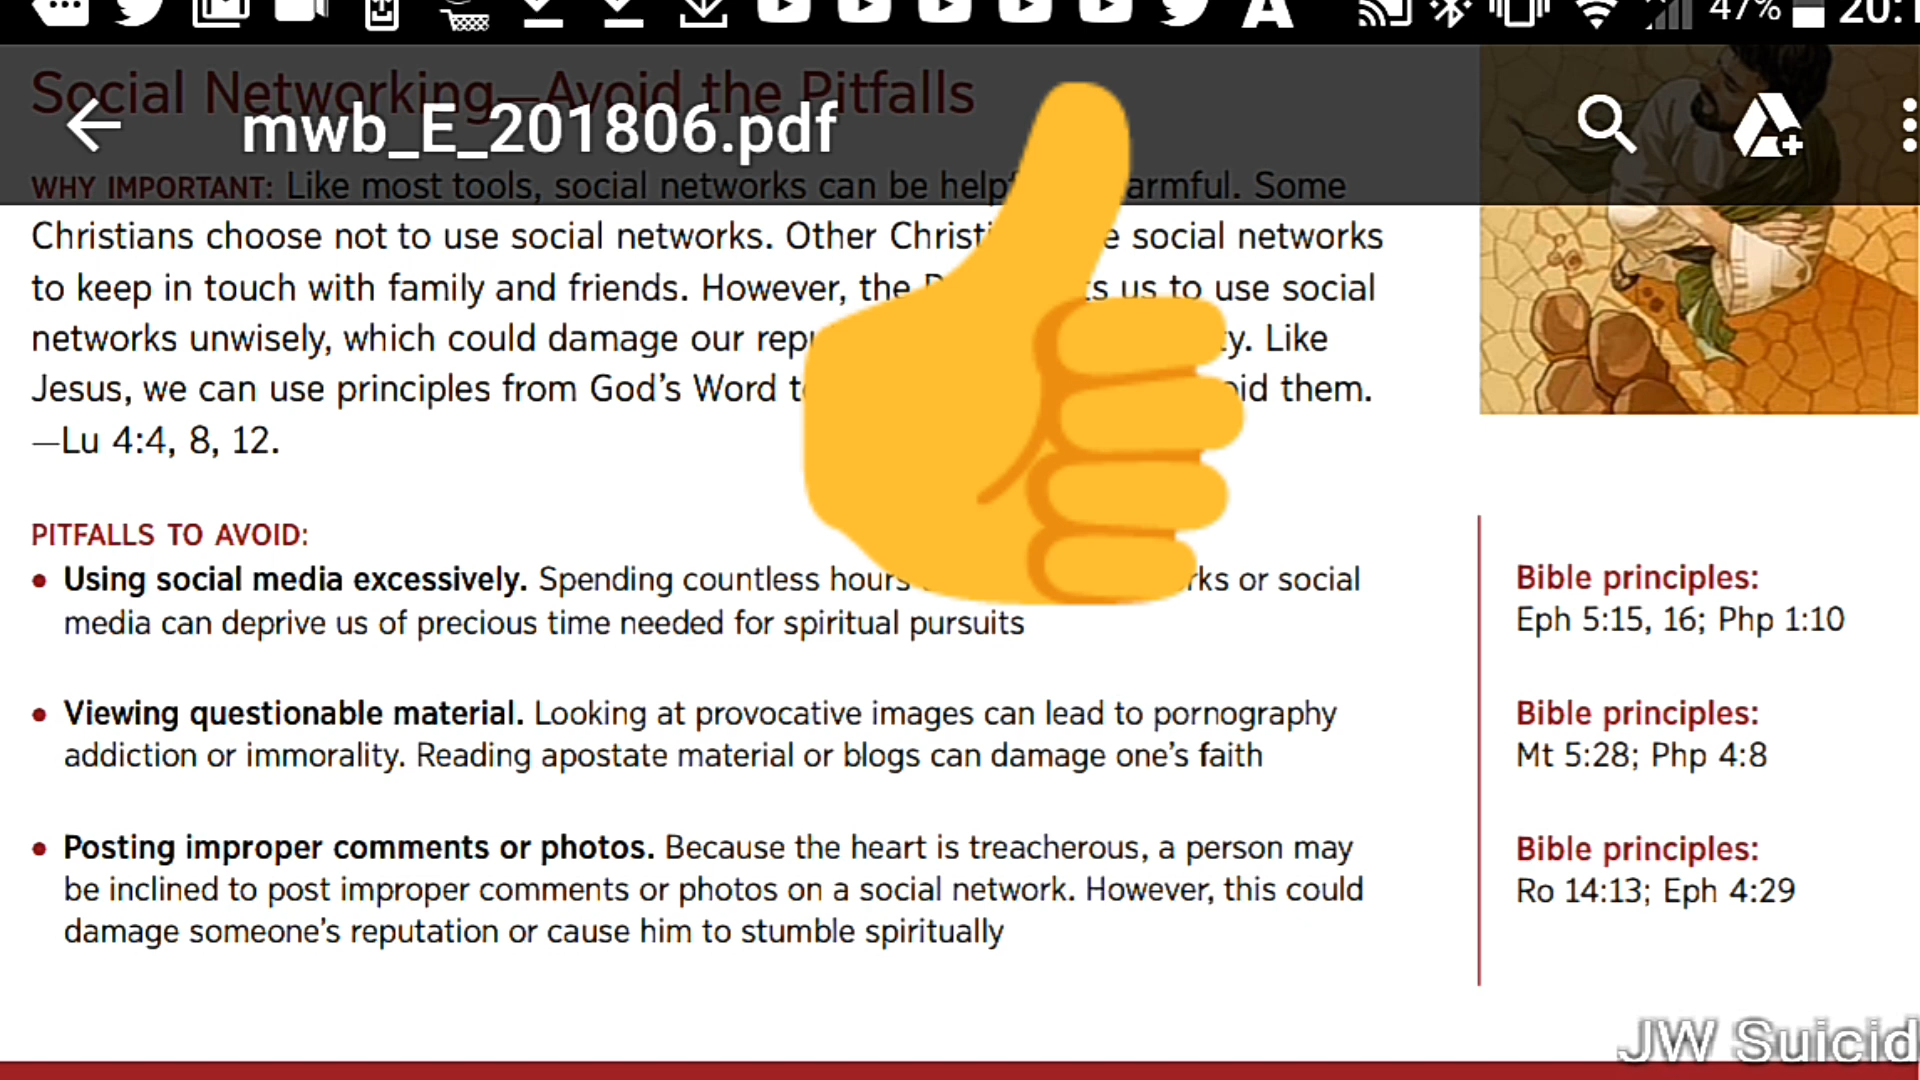 47%
Social Networking—Avoid the Pitfalls
mwb_E_201806.pdf
WHY IMPORTANT: Like most tools, social networks can be armful. Some
Christians choose not to use social networks. Other social networks
to keep in touch with family and friends. However, the us to use social
networks unwisely, which could damage our Like
Jesus, we can use principles from God's Word them.
—Lu 4:4, 8, 12.
PITFALLS TO AVOID:
• Using social media excessively. Spending countless hours or social
media can deprive us of precious time needed for spiritual pursuits
Bible principles:
Eph 5:15, 16; Php 1:10
• Viewing questionable material. Looking at provocative images can lead to pornography
addiction or immorality. Reading apostate material or blogs can damage one's faith
Bible principles:
Mt 5:28; Php 4:8
• Posting improper comments or photos. Because the heart is treacherous, a person may
be inclined to post improper comments or photos on a social network. However, this could
damage someone's reputation or cause him to stumble spiritually
Bible principles:
Ro 14:13; Eph 4:29
JW Suicid